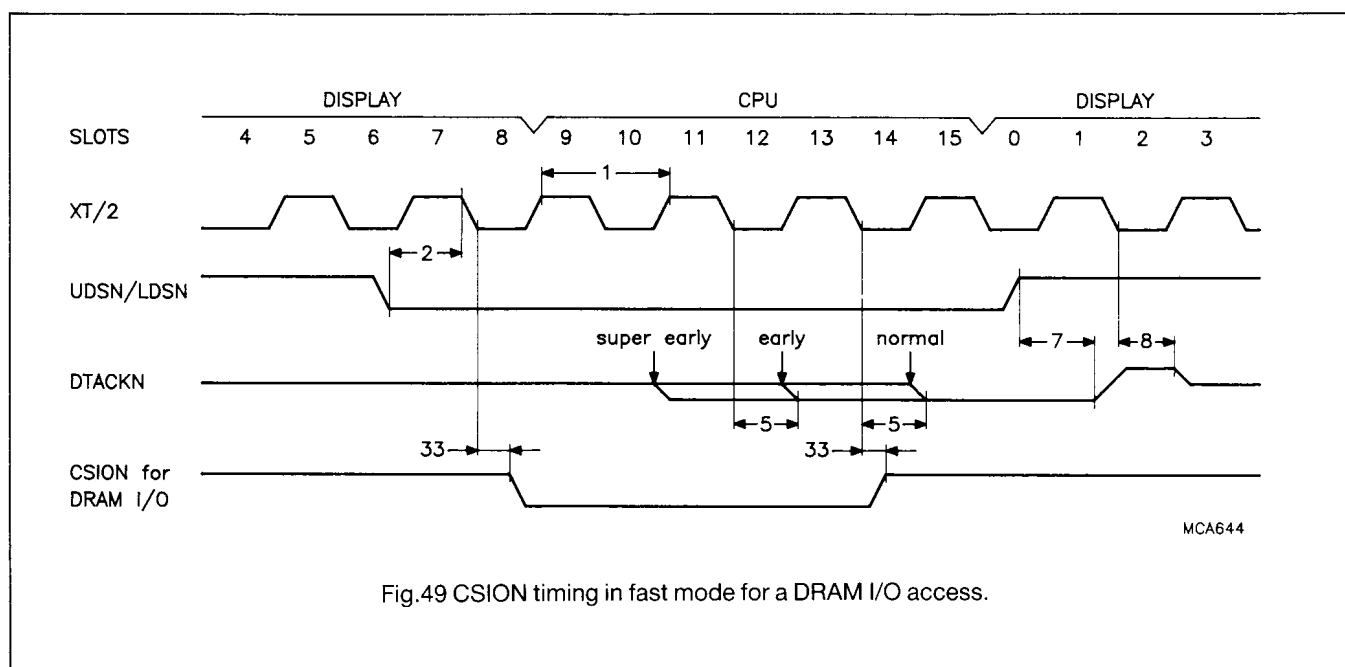 DISPLAY CPU DISPLAY
SLOTS 4 5 6 7 8 9 10 11 12 13 14 15 0 1 2 3
1
XT/2
2
UDSN/LDSN
super early early normal
7 8
DTACKN
5 5
33 33
CSION for
DRAM I/O
MCA644
Fig.49 CSION timing in fast mode for a DRAM I/O access.